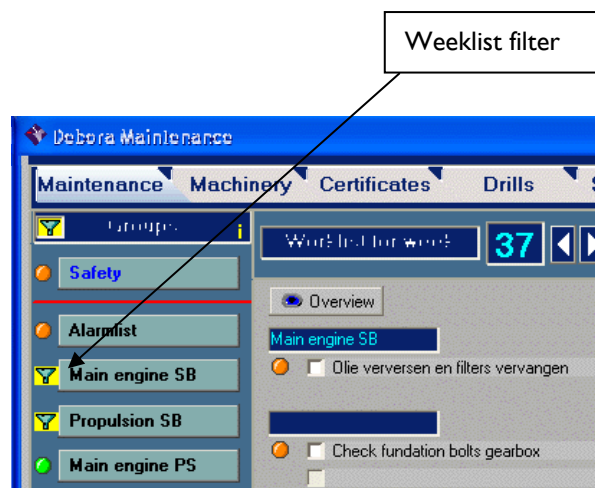 Weeklist filter
Debora Maintenance
Maintenance Machinery Certificates Drills S
Groups i
Worklist for week 37
Safety
Overview
Alarmlist
Main engine SB
Olie verversen en filters vervangen
Main engine SB
Propulsion SB
Check fundation bolts gearbox
Main engine PS